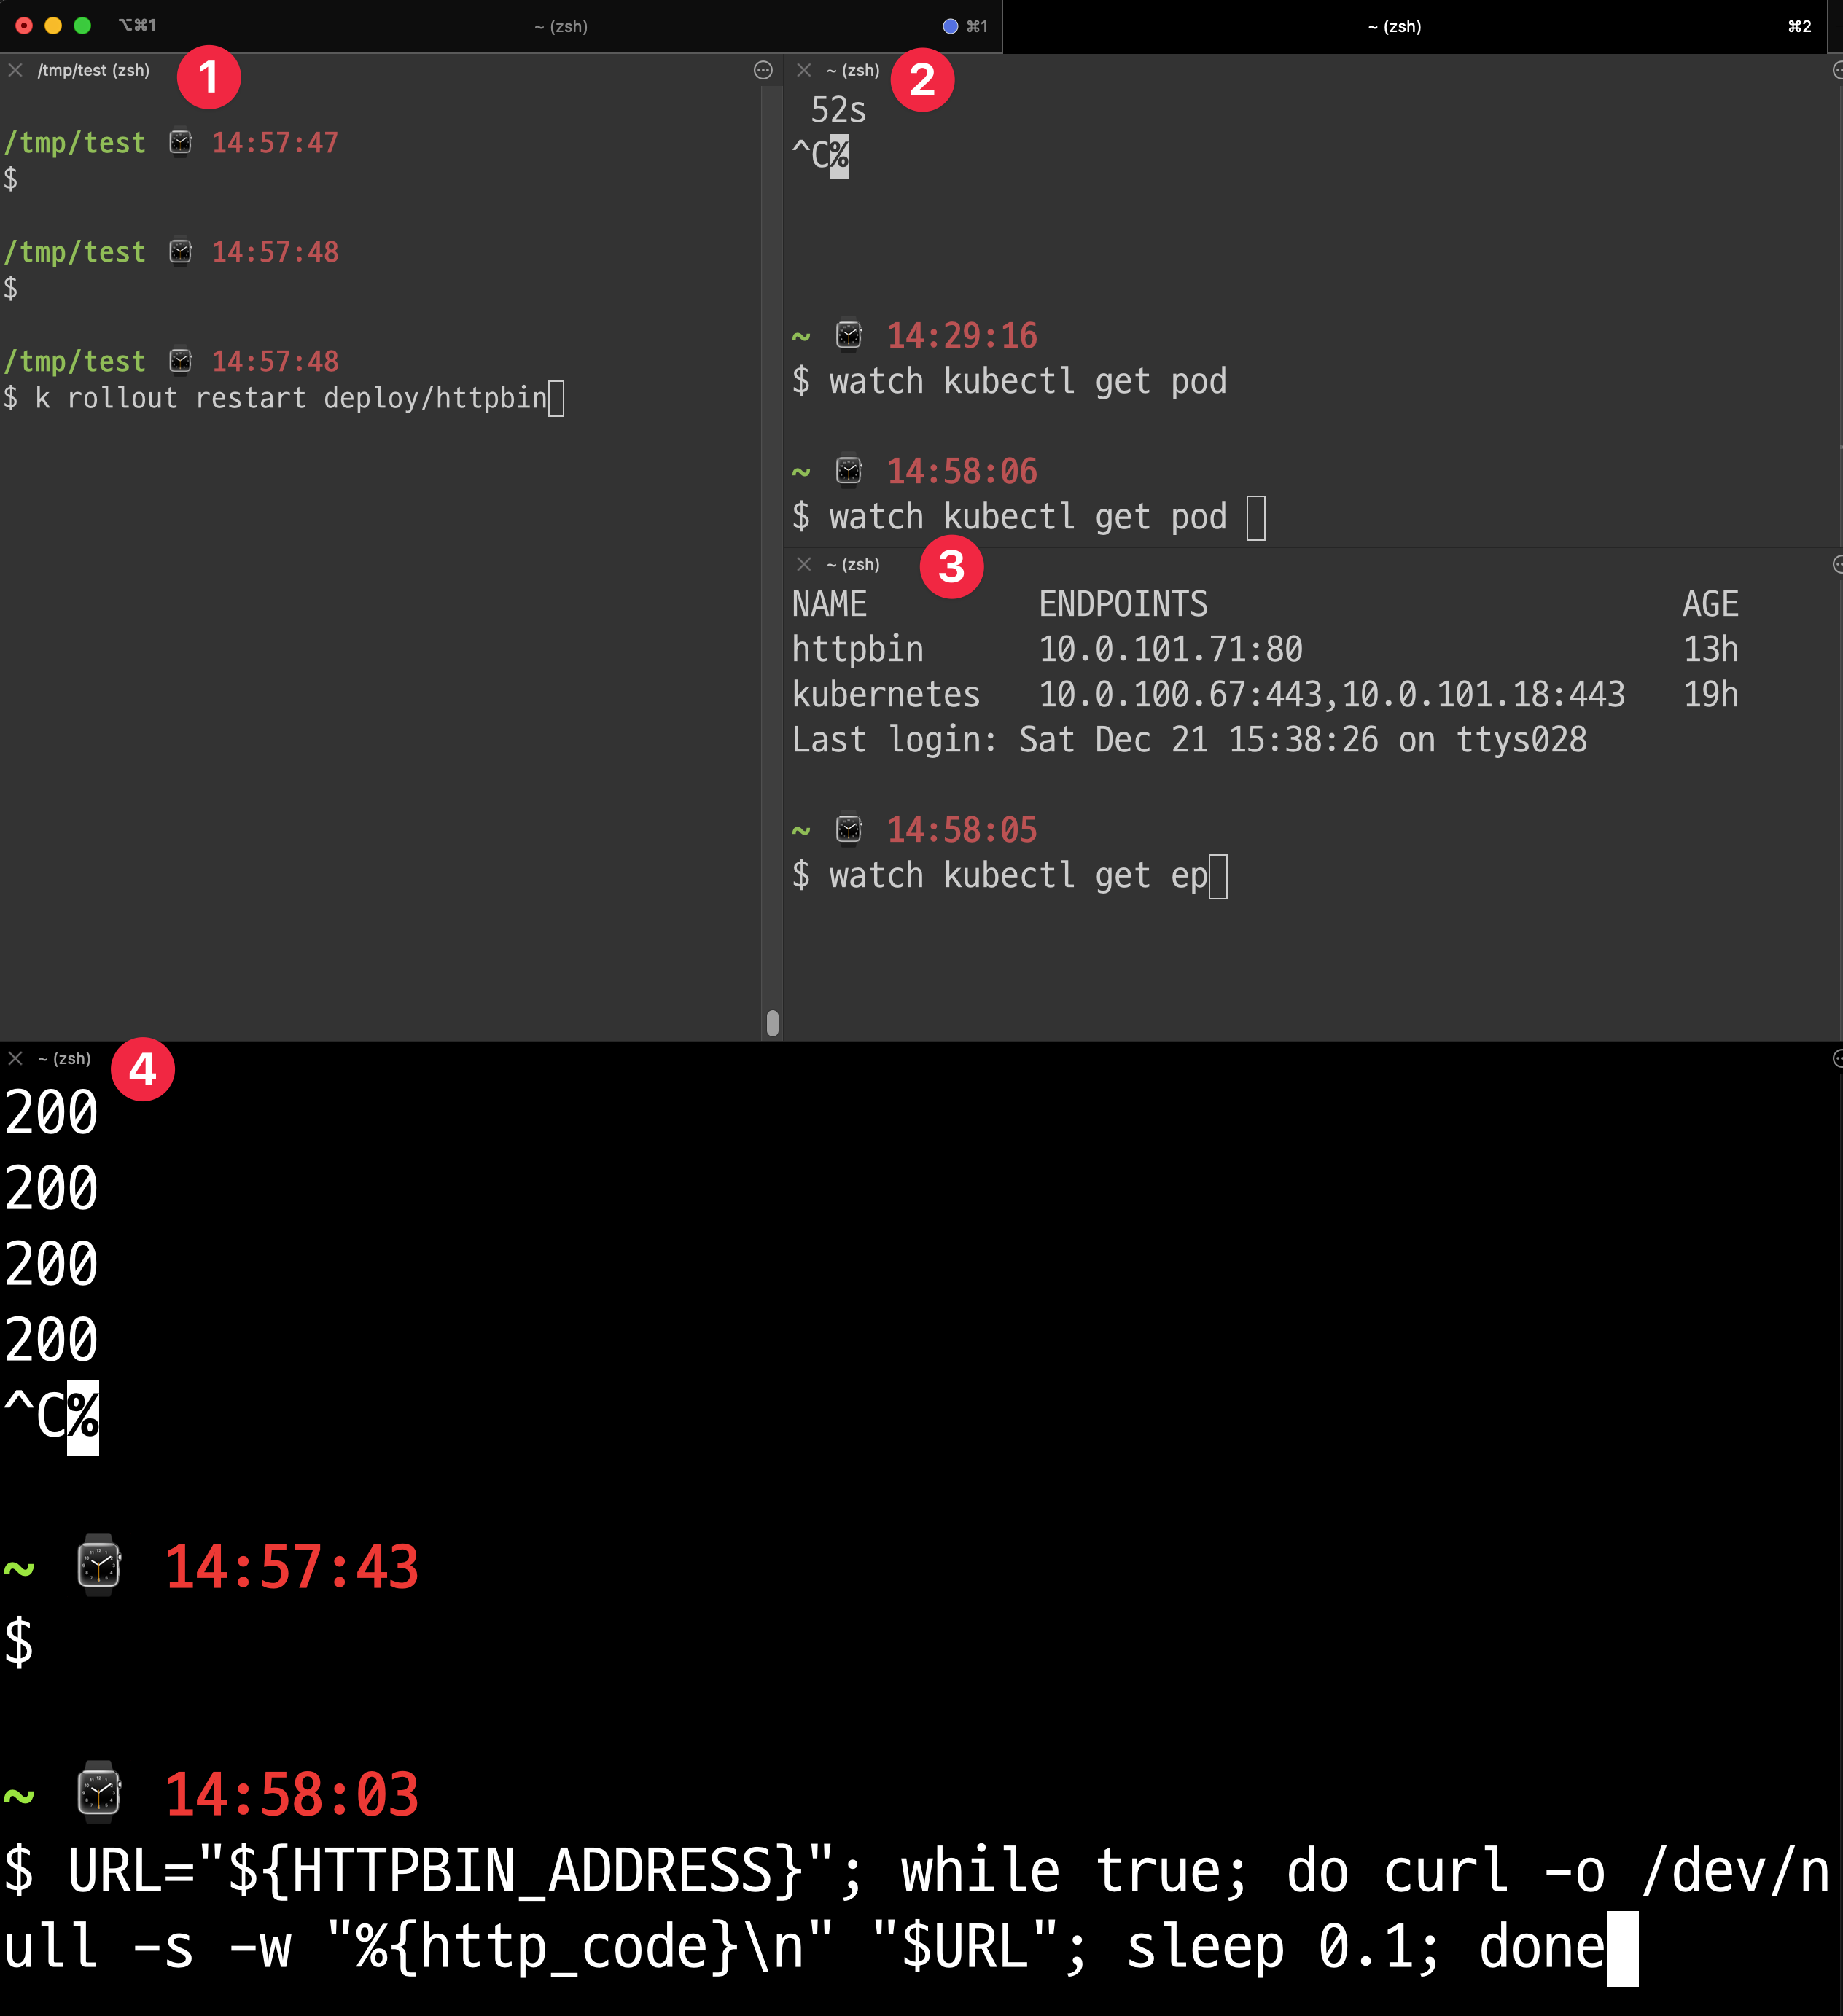 ⌥⌘1
~ (zsh)
⌘1
~ (zsh)
⌘2
/tmp/test (zsh)
1
/tmp/test ⌚ 14:57:47
$
/tmp/test ⌚ 14:57:48
$
/tmp/test ⌚ 14:57:48
$ k rollout restart deploy/httpbin
~ (zsh)
2
52s
^C%
~ ⌚ 14:29:16
$ watch kubectl get pod
~ ⌚ 14:58:06
$ watch kubectl get pod
~ (zsh)
3
NAME ENDPOINTS AGE
httpbin 10.0.101.71:80 13h
kubernetes 10.0.100.67:443,10.0.101.18:443 19h
Last login: Sat Dec 21 15:38:26 on ttys028
~ ⌚ 14:58:05
$ watch kubectl get ep
~ (zsh)
4
200
200
200
200
^C%
~ ⌚ 14:57:43
$
~ ⌚ 14:58:03
$ URL="${HTTPBIN_ADDRESS}"; while true; do curl -o /dev/n
ull -s -w "%{http_code}\n" "$URL"; sleep 0.1; done